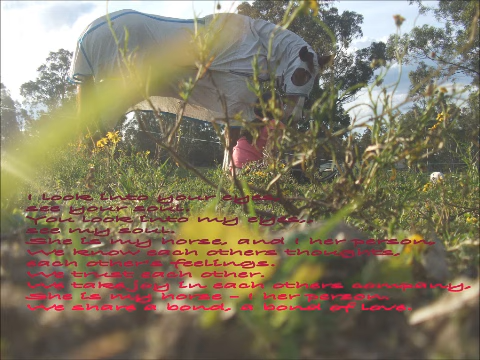 I look into your eyes,
see your soul.
You look into my eyes,
see my soul.
She is my horse, and i her person.
We know each others thoughts,
each others feelings.
We trust each other.
We take joy in each others company,
She is my horse - I her person.
We share a bond, a bond of love.